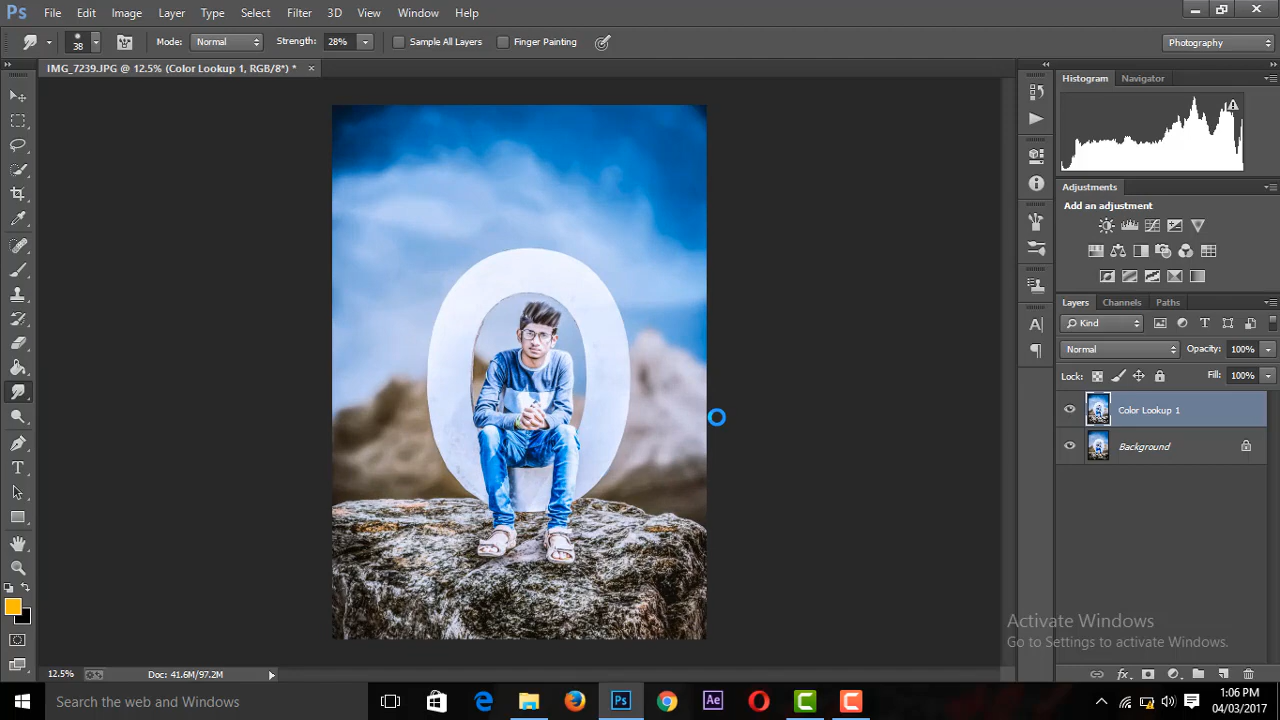 Ps File Edit Image Layer Type Select Filter 3D View Window Help
38 Mode: Normal Strength: 28% Sample All Layers Finger Painting Photography
IMG_7239.JPG @ 12.5% (Color Lookup 1, RGB/8*) *
Histogram Navigator
Adjustments
Add an adjustment
Layers Channels Paths
Kind
Normal Opacity: 100%
Lock: Fill: 100%
Color Lookup 1
Background
Activate Windows
Go to Settings to activate Windows.
12.5% Doc: 41.6M/97.2M
Search the web and Windows
Ps Ae
1:06 PM
04/03/2017